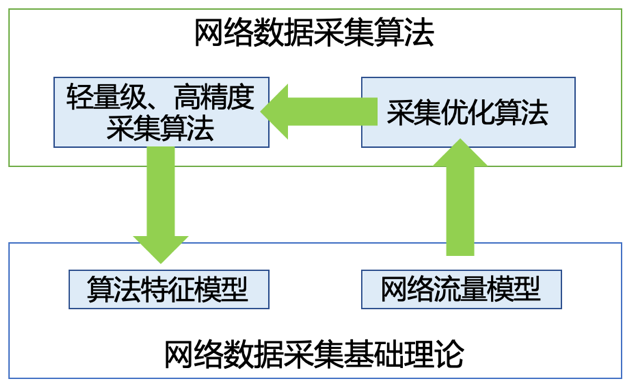 网络数据采集算法
轻量级、高精度
采集算法
采集优化算法
算法特征模型
网络流量模型
网络数据采集基础理论